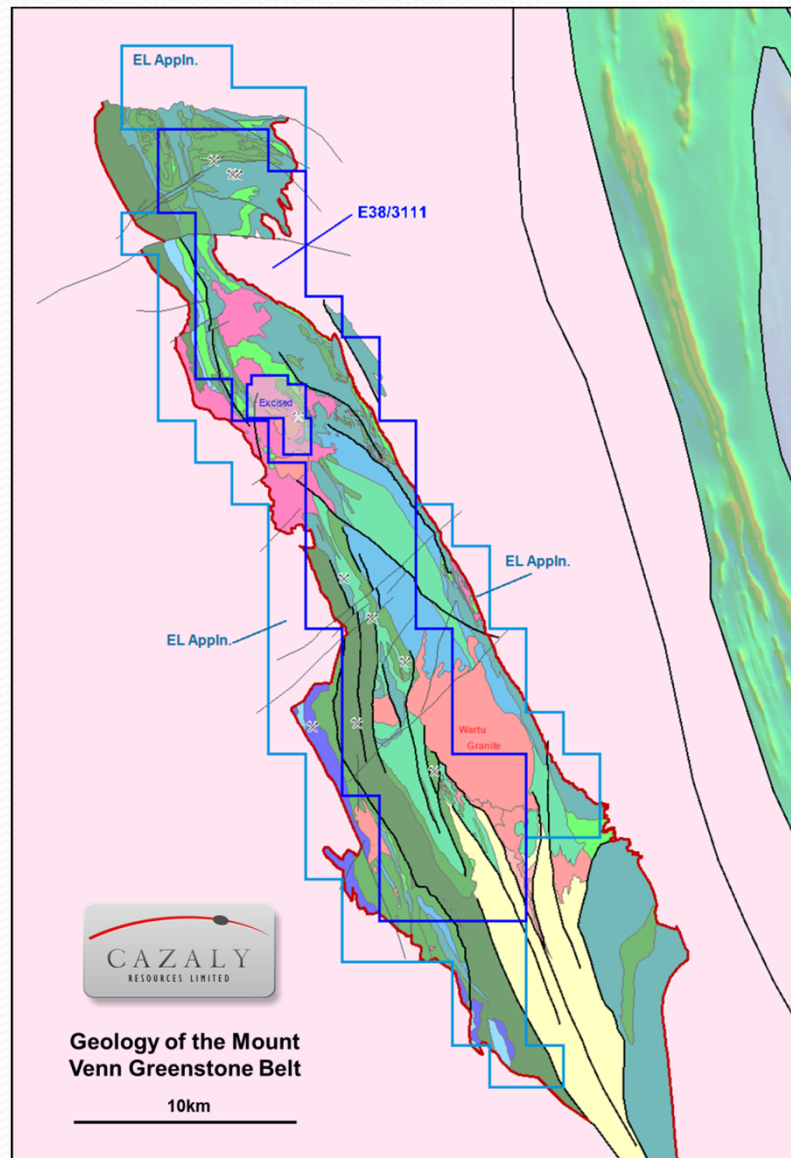 EL Appln.
E38/3111
Excised
EL Appln.
EL Appln.
Wartu
Granite
CAZALY
RESOURCES LIMITED
Geology of the Mount
Venn Greenstone Belt
10km